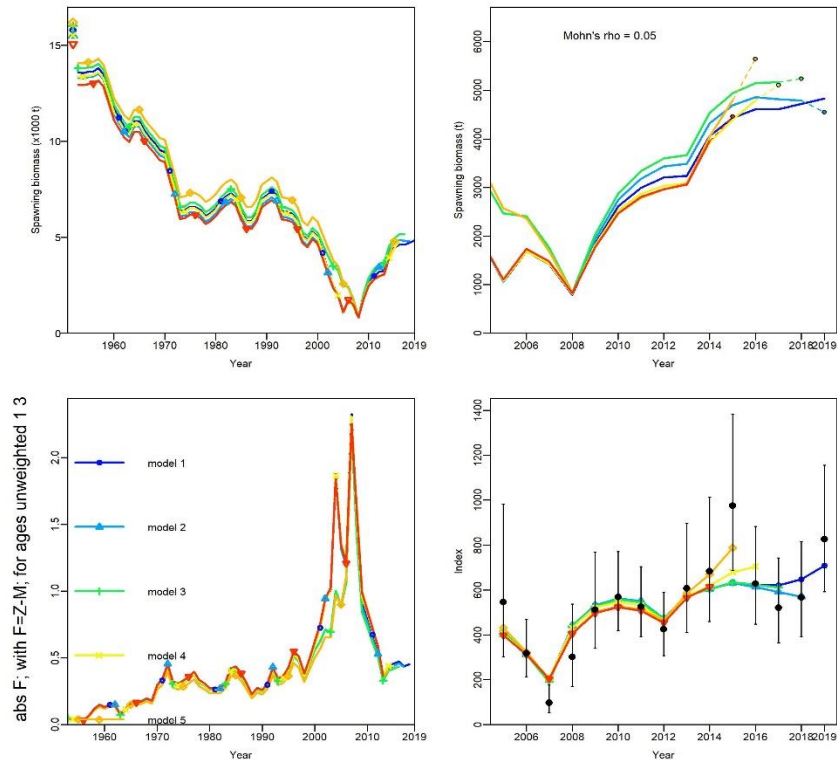 Spawning biomass (x1000 t)
15
10
5
0
1960 1970 1980 1990 2000 2010 2019
Year
Mohn's rho = 0.05
Spawning biomass (t)
6000
5000
4000
3000
2000
1000
0
2006 2008 2010 2012 2014 2016 2018 2019
Year
abs F; with F=Z-M; for ages unweighted 1 3
2.0
1.5
1.0
0.5
0.0
model 1
model 2
model 3
model 4
model 5
1960 1970 1980 1990 2000 2019
Year
Index
1400
1200
1000
800
600
400
200
0
2006 2008 2010 2012 2014 2016 2018 2019
Year